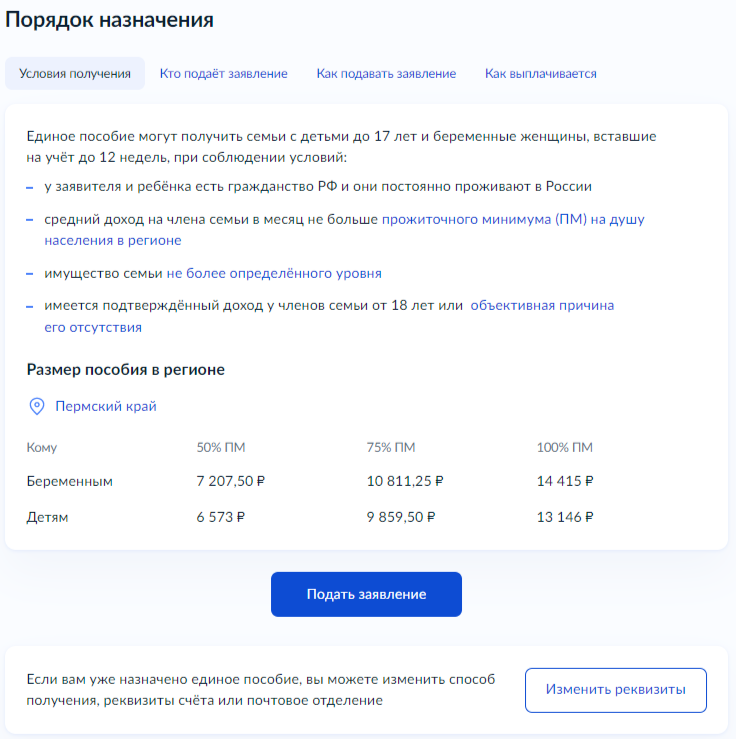 Порядок назначения
Условия получения Кто подаёт заявление Как подавать заявление Как выплачивается
Единое пособие могут получить семьи с детьми до 17 лет и беременные женщины, вставшие
на учёт до 12 недель, при соблюдении условий:
– у заявителя и ребёнка есть гражданство РФ и они постоянно проживают в России
– средний доход на члена семьи в месяц не больше прожиточного минимума (ПМ) на душу
населения в регионе
– имущество семьи не более определённого уровня
– имеется подтверждённый доход у членов семьи от 18 лет или объективная причина
его отсутствия
Размер пособия в регионе
Пермский край
Кому 50% ПМ 75% ПМ 100% ПМ
Беременным 7 207,50 ₽ 10 811,25 ₽ 14 415 ₽
Детям 6 573 ₽ 9 859,50 ₽ 13 146 ₽
Подать заявление
Если вам уже назначено единое пособие, вы можете изменить способ
получения, реквизиты счёта или почтовое отделение
Изменить реквизиты